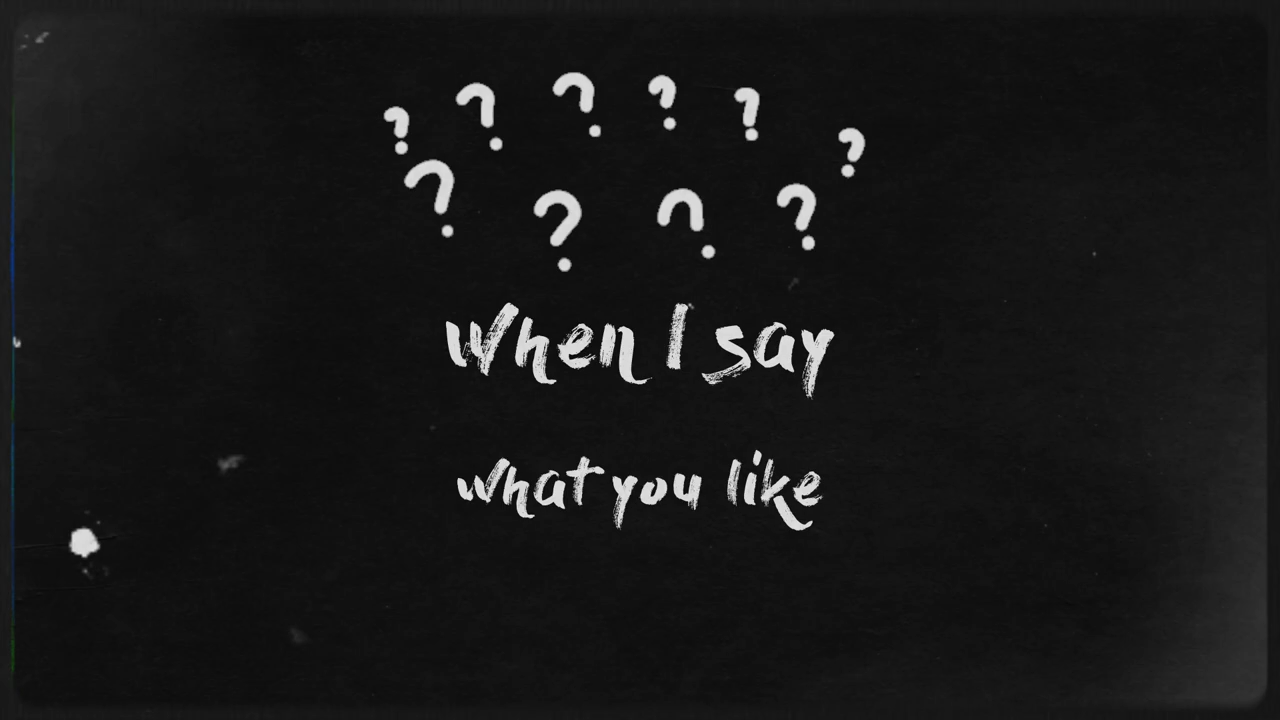 ? ? ? ? ? ?
? ? ? ?
When I say
what you like